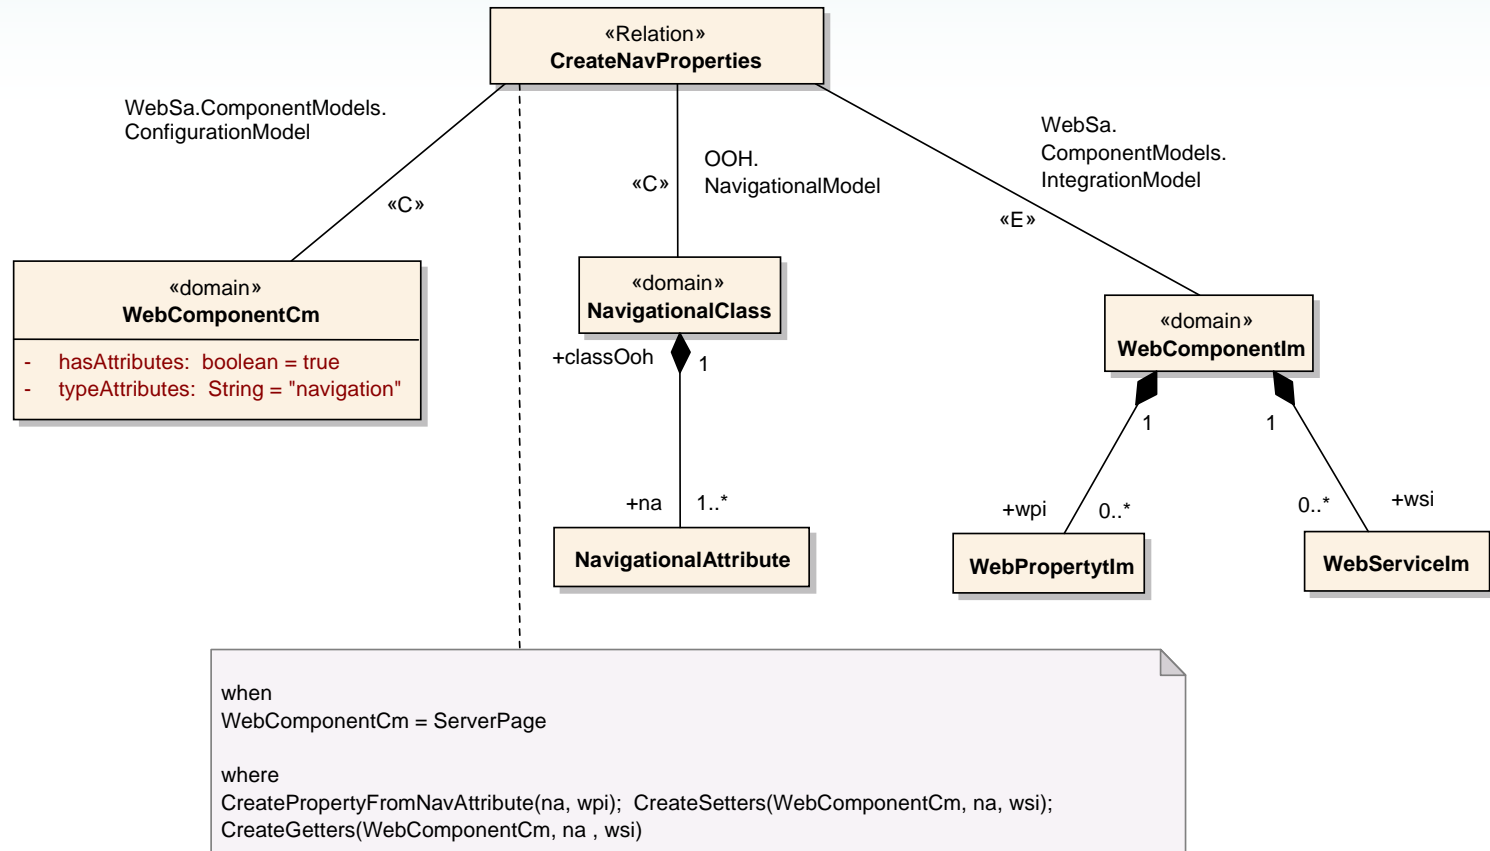 «Relation»
CreateNavProperties
WebSa.ComponentModels.
ConfigurationModel
«C»
«C»
OOH.
NavigationalModel
WebSa.
ComponentModels.
IntegrationModel
«E»
«domain»
WebComponentCm
- hasAttributes: boolean = true
- typeAttributes: String = "navigation"
«domain»
NavigationalClass
+classOoh 1
+na 1..*
NavigationalAttribute
«domain»
WebComponentIm
1 1
+wpi 0..*
0..* +wsi
WebPropertytIm
WebServiceIm
when
WebComponentCm = ServerPage
where
CreatePropertyFromNavAttribute(na, wpi); CreateSetters(WebComponentCm, na, wsi);
CreateGetters(WebComponentCm, na , wsi)